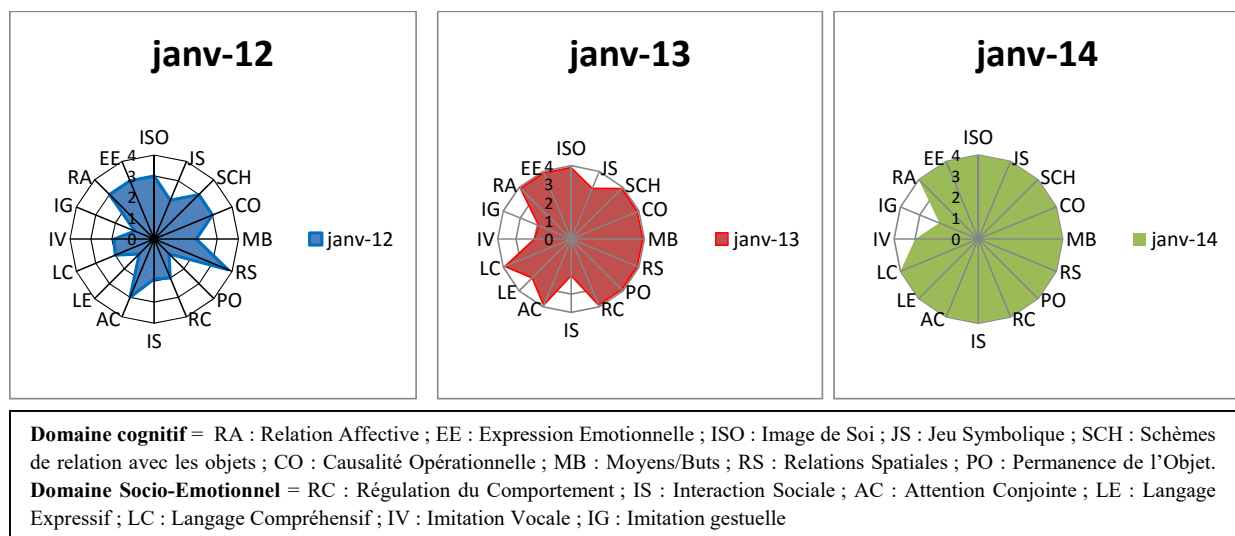 janv-12
ISO
EE
4
JS
RA
3
SCH
2
IG
1
CO
IV
0
MB
LC
RS
LE
PO
AC
RC
IS
janv-12
janv-13
ISO
EE
4
JS
RA
3
SCH
2
IG
1
CO
IV
0
MB
LC
RS
LE
PO
AC
RC
IS
janv-13
janv-14
ISO
EE
4
JS
RA
3
SCH
2
IG
1
CO
IV
0
MB
LC
RS
LE
PO
AC
RC
IS
janv-14
Domaine cognitif = RA : Relation Affective ; EE : Expression Emotionnelle ; ISO : Image de Soi ; JS : Jeu Symbolique ; SCH : Schèmes
de relation avec les objets ; CO : Causalité Opérationnelle ; MB : Moyens/Buts ; RS : Relations Spatiales ; PO : Permanence de l’Objet.
Domaine Socio-Emotionnel = RC : Régulation du Comportement ; IS : Interaction Sociale ; AC : Attention Conjointe ; LE : Langage
Expressif ; LC : Langage Compréhensif ; IV : Imitation Vocale ; IG : Imitation gestuelle